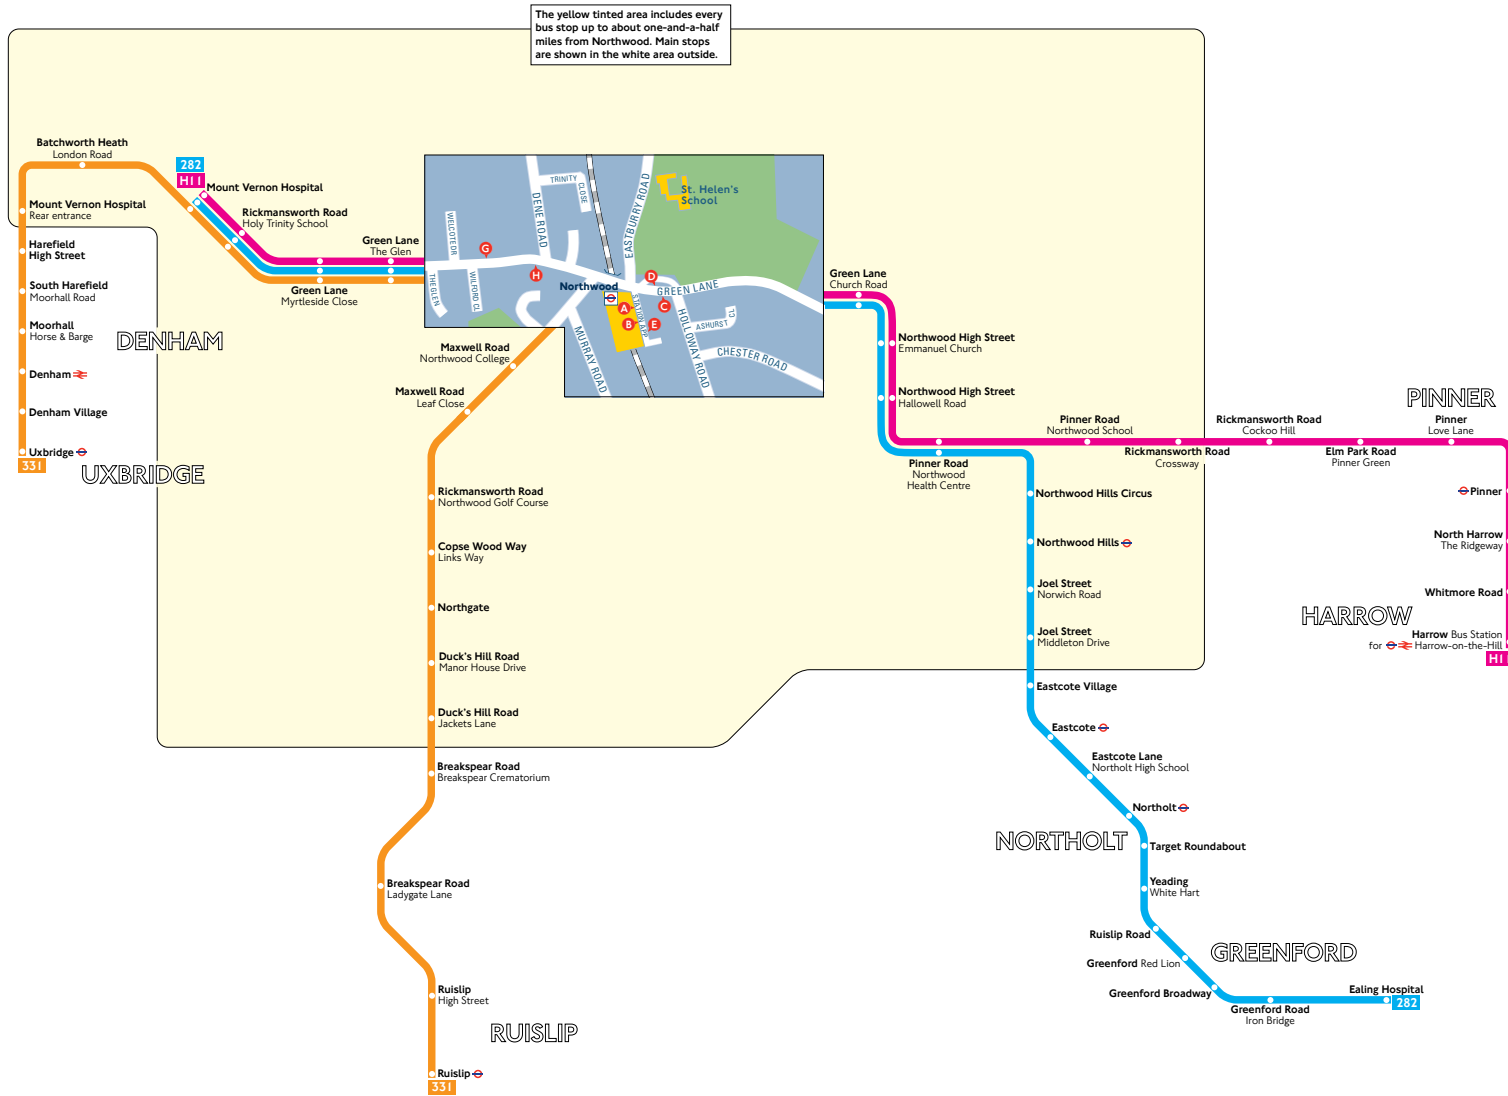 The yellow tinted area includes every
bus stop up to about one-and-a-half
miles from Northwood. Main stops
are shown in the white area outside.
Batchworth Heath
London Road
282
H11
Mount Vernon Hospital
Mount Vernon Hospital
Rear entrance
Rickmansworth Road
Holy Trinity School
Harefield
High Street
Green Lane
The Glen
South Harefield
Moorhall Road
Green Lane
Myrtleside Close
Moorhall
Horse & Barge
DENHAM
Denham
Denham Village
Uxbridge
331
UXBRIDGE
TRINITY
CLOSE
DENE ROAD
EASTBURRY ROAD
St. Helen's
School
WELCOTE DR
G
THE GLEN
WILFORD CL
H
Northwood
D
GREEN LANE
A
B
C
E
STATION APP
HOLLOWAY ROAD
ASHURST
CL
MURRAY ROAD
CHESTER ROAD
Green Lane
Church Road
Northwood High Street
Emmanuel Church
Northwood High Street
Hallowell Road
Maxwell Road
Northwood College
Maxwell Road
Leaf Close
Pinner Road
Northwood School
Rickmansworth Road
Cockoo Hill
PINNER
Pinner
Love Lane
Rickmansworth Road
Crossway
Elm Park Road
Pinner Green
Pinner Road
Northwood
Health Centre
Pinner
North Harrow
The Ridgeway
Whitmore Road
HARROW
Harrow Bus Station
for Harrow-on-the-Hill
H1
Rickmansworth Road
Northwood Golf Course
Copse Wood Way
Links Way
Northgate
Duck's Hill Road
Manor House Drive
Duck's Hill Road
Jackets Lane
Breakspear Road
Breakspear Crematorium
Breakspear Road
Ladygate Lane
Ruislip
High Street
RUISLIP
Ruislip
331
Northwood Hills Circus
Northwood Hills
Joel Street
Norwich Road
Joel Street
Middleton Drive
Eastcote Village
Eastcote
Eastcote Lane
Northolt High School
Northolt
NORTHOLT
Target Roundabout
Yeading
White Hart
Ruislip Road
GREENFORD
Greenford Red Lion
Greenford Broadway
Ealing Hospital
282
Greenford Road
Iron Bridge